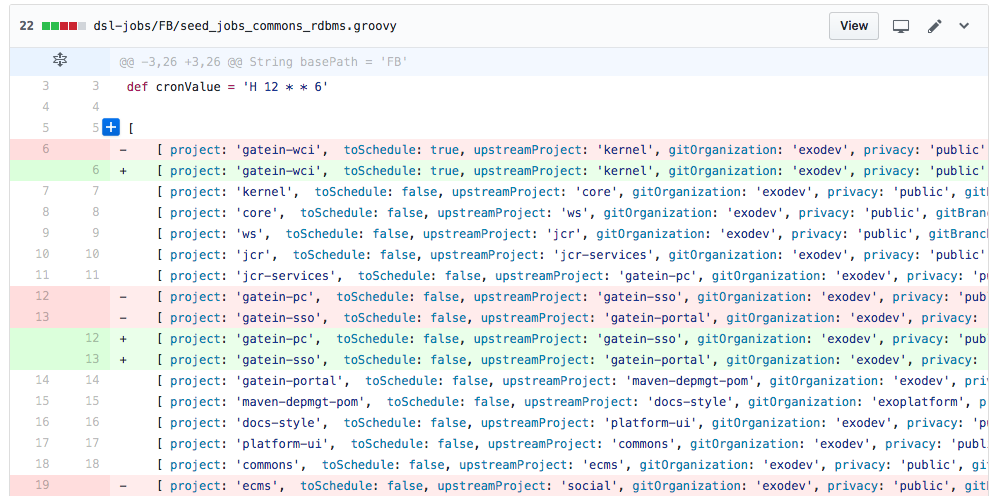 22 dsl-jobs/FB/seed_jobs_commons_rdbms.groovy View
@@ -3,26 +3,26 @@ String basePath = 'FB'
3 3 def cronValue = 'H 12 * * 6'
4 4
5 5 + [
6 - [ project: 'gatein-wci', toSchedule: true, upstreamProject: 'kernel', gitOrganization: 'exodev', privacy: 'public'
6 + [ project: 'gatein-wci', toSchedule: true, upstreamProject: 'kernel', gitOrganization: 'exodev', privacy: 'public'
7 7 [ project: 'kernel', toSchedule: false, upstreamProject: 'core', gitOrganization: 'exodev', privacy: 'public', git
8 8 [ project: 'core', toSchedule: false, upstreamProject: 'ws', gitOrganization: 'exodev', privacy: 'public', gitBranc
9 9 [ project: 'ws', toSchedule: false, upstreamProject: 'jcr', gitOrganization: 'exodev', privacy: 'public', gitBranch
10 10 [ project: 'jcr', toSchedule: false, upstreamProject: 'jcr-services', gitOrganization: 'exodev', privacy: 'public'
11 11 [ project: 'jcr-services', toSchedule: false, upstreamProject: 'gatein-pc', gitOrganization: 'exodev', privacy: 'p
12 - [ project: 'gatein-pc', toSchedule: false, upstreamProject: 'gatein-sso', gitOrganization: 'exodev', privacy: 'pub
13 - [ project: 'gatein-sso', toSchedule: false, upstreamProject: 'gatein-portal', gitOrganization: 'exodev', privacy:
12 + [ project: 'gatein-pc', toSchedule: false, upstreamProject: 'gatein-sso', gitOrganization: 'exodev', privacy: 'pub
13 + [ project: 'gatein-sso', toSchedule: false, upstreamProject: 'gatein-portal', gitOrganization: 'exodev', privacy:
14 14 [ project: 'gatein-portal', toSchedule: false, upstreamProject: 'maven-depmgt-pom', gitOrganization: 'exodev', pri
15 15 [ project: 'maven-depmgt-pom', toSchedule: false, upstreamProject: 'docs-style', gitOrganization: 'exoplatform', p
16 16 [ project: 'docs-style', toSchedule: false, upstreamProject: 'platform-ui', gitOrganization: 'exodev', privacy: 'p
17 17 [ project: 'platform-ui', toSchedule: false, upstreamProject: 'commons', gitOrganization: 'exodev', privacy: 'publ
18 18 [ project: 'commons', toSchedule: false, upstreamProject: 'ecms', gitOrganization: 'exodev', privacy: 'public', gi
19 - [ project: 'ecms', toSchedule: false, upstreamProject: 'social', gitOrganization: 'exodev', privacy: 'public', git